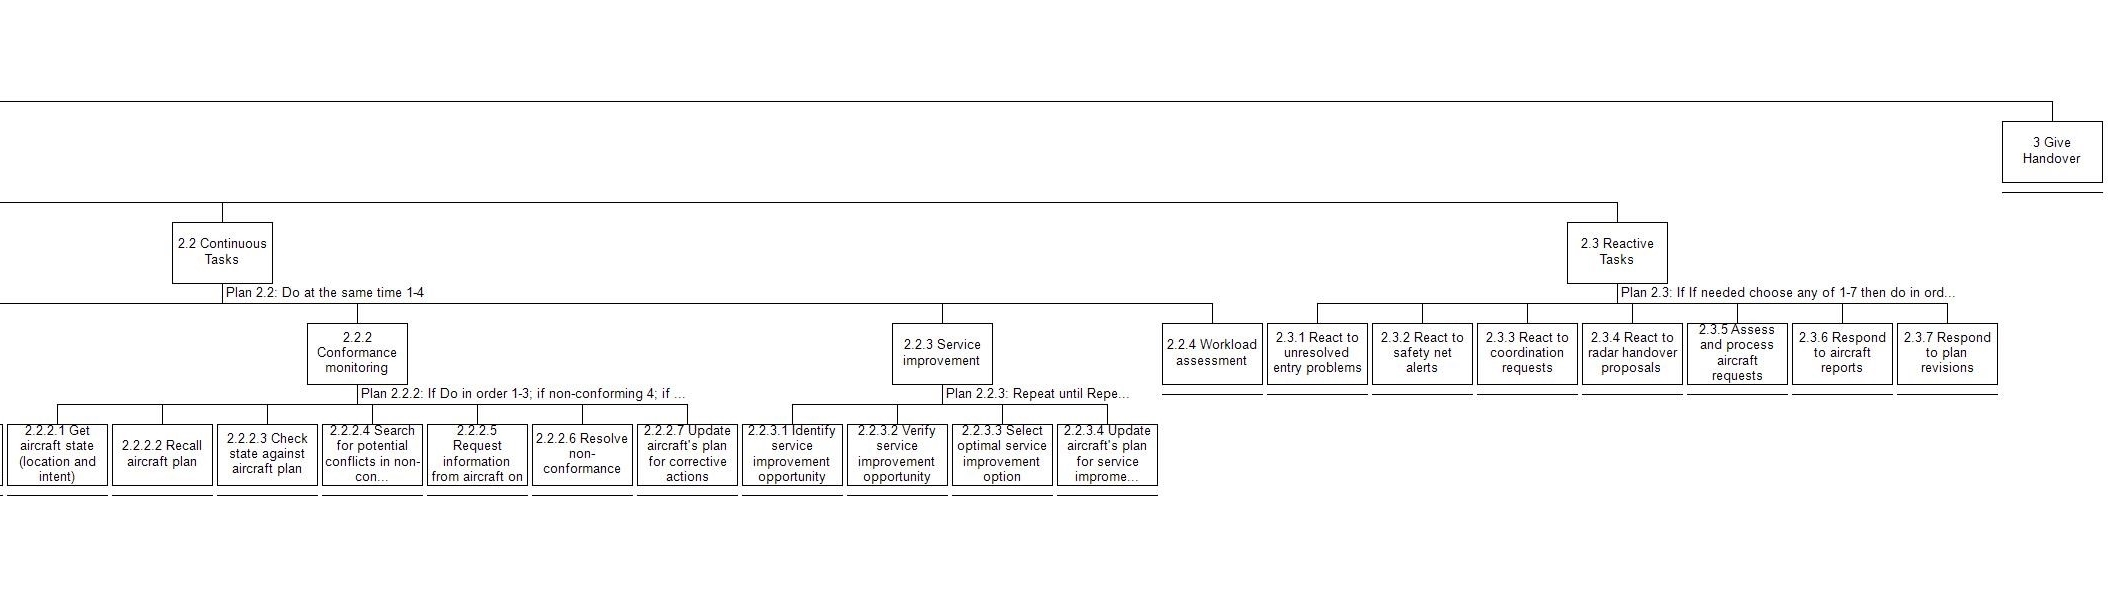 3 Give
Handover
2.2 Continuous
Tasks
2.3 Reactive
Tasks
Plan 2.2: Do at the same time 1-4
Plan 2.3: If If needed choose any of 1-7 then do in ord...
2.2.2
Conformance
monitoring
2.2.3 Service
improvement
2.2.4 Workload
assessment
2.3.1 React to
unresolved
entry problems
2.3.2 React to
safety net
alerts
2.3.3 React to
coordination
requests
2.3.4 React to
radar handover
proposals
2.3.5 Assess
and process
aircraft
requests
2.3.6 Respond
to aircraft
reports
2.3.7 Respond
to plan
revisions
Plan 2.2.2: If Do in order 1-3; if non-conforming 4; if ...
Plan 2.2.3: Repeat until Repe...
2.2.2.1 Get
aircraft state
(location and
intent)
2.2.2.2 Recall
aircraft plan
2.2.2.3 Check
state against
aircraft plan
2.2.2.4 Search
for potential
conflicts in non-
con...
2.2.2.5
Request
information
from aircraft on
2.2.2.6 Resolve
non-
conformance
2.2.2.7 Update
aircraft's plan
for corrective
actions
2.2.3.1 Identify
service
improvement
opportunity
2.2.3.2 Verify
service
improvement
opportunity
2.2.3.3 Select
optimal service
improvement
option
2.2.3.4 Update
aircraft's plan
for service
improme...